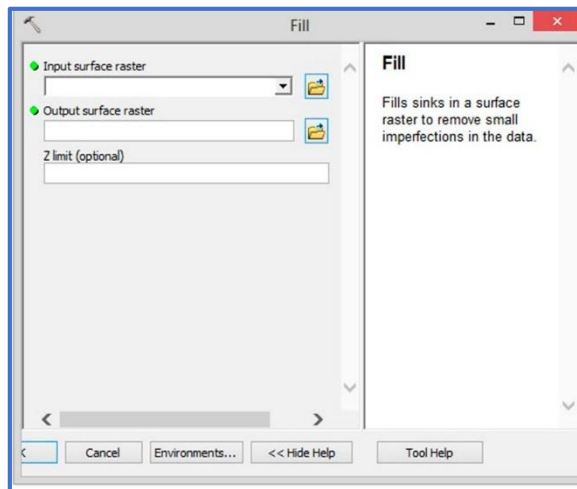 Fill
Input surface raster
Output surface raster
Z limit (optional)
Fill
Fills sinks in a surface
raster to remove small
imperfections in the data.
Cancel
Environments...
<< Hide Help
Tool Help